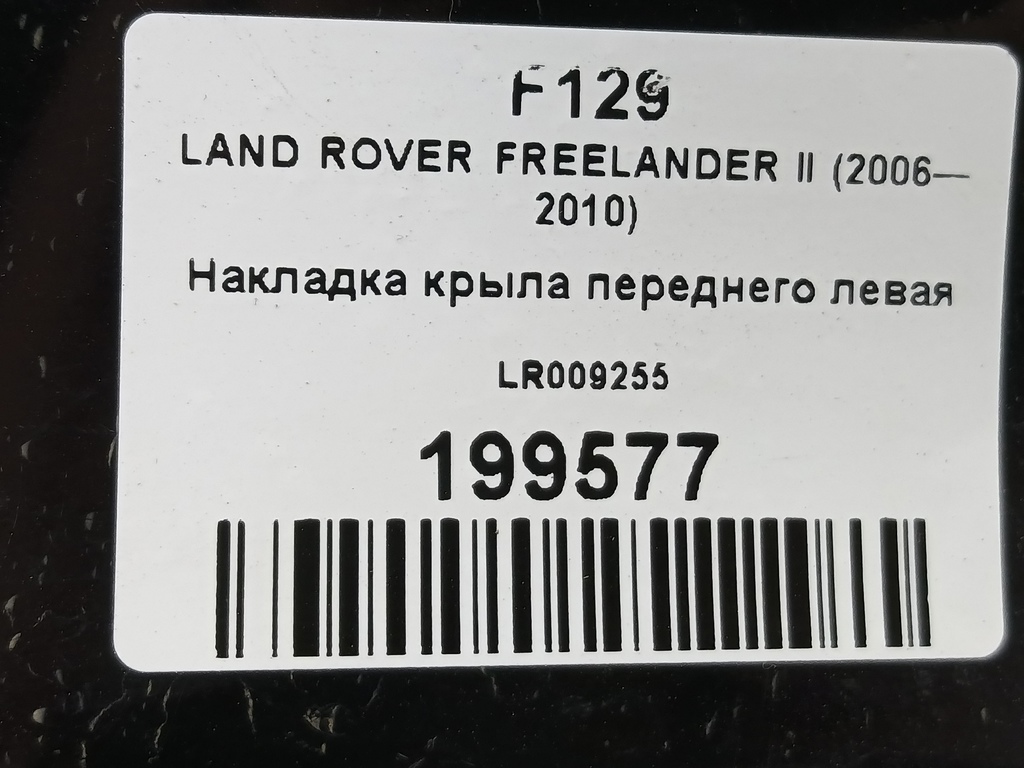 F129
LAND ROVER FREELANDER II (2006—
2010)
Накладка крыла переднего левая
LR009255
199577